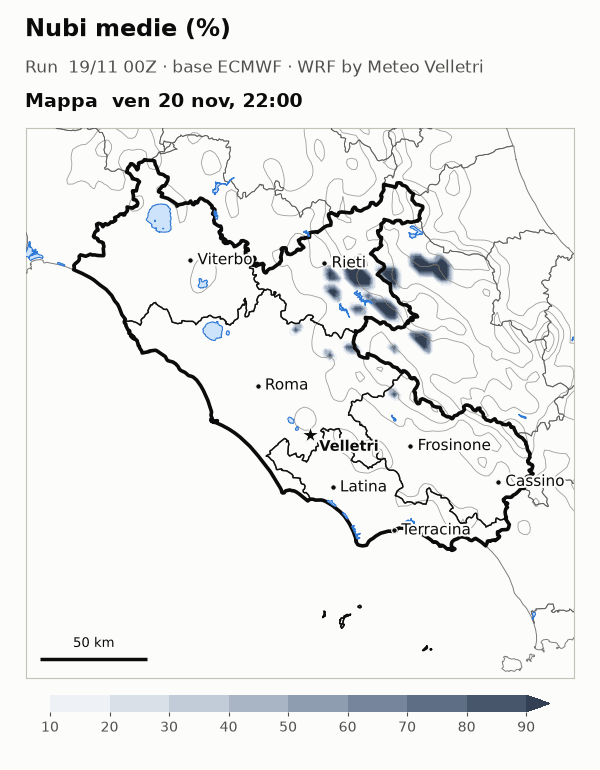 Nubi medie (%)
Run  19/11 00Z · base ECMWF · WRF by Meteo Velletri
Mappa  ven 20 nov, 22:00
Viterbo
Rieti
Roma
Velletri
Frosinone
Latina
Cassino
Terracina
50 km
10 20 30 40 50 60 70 80 90